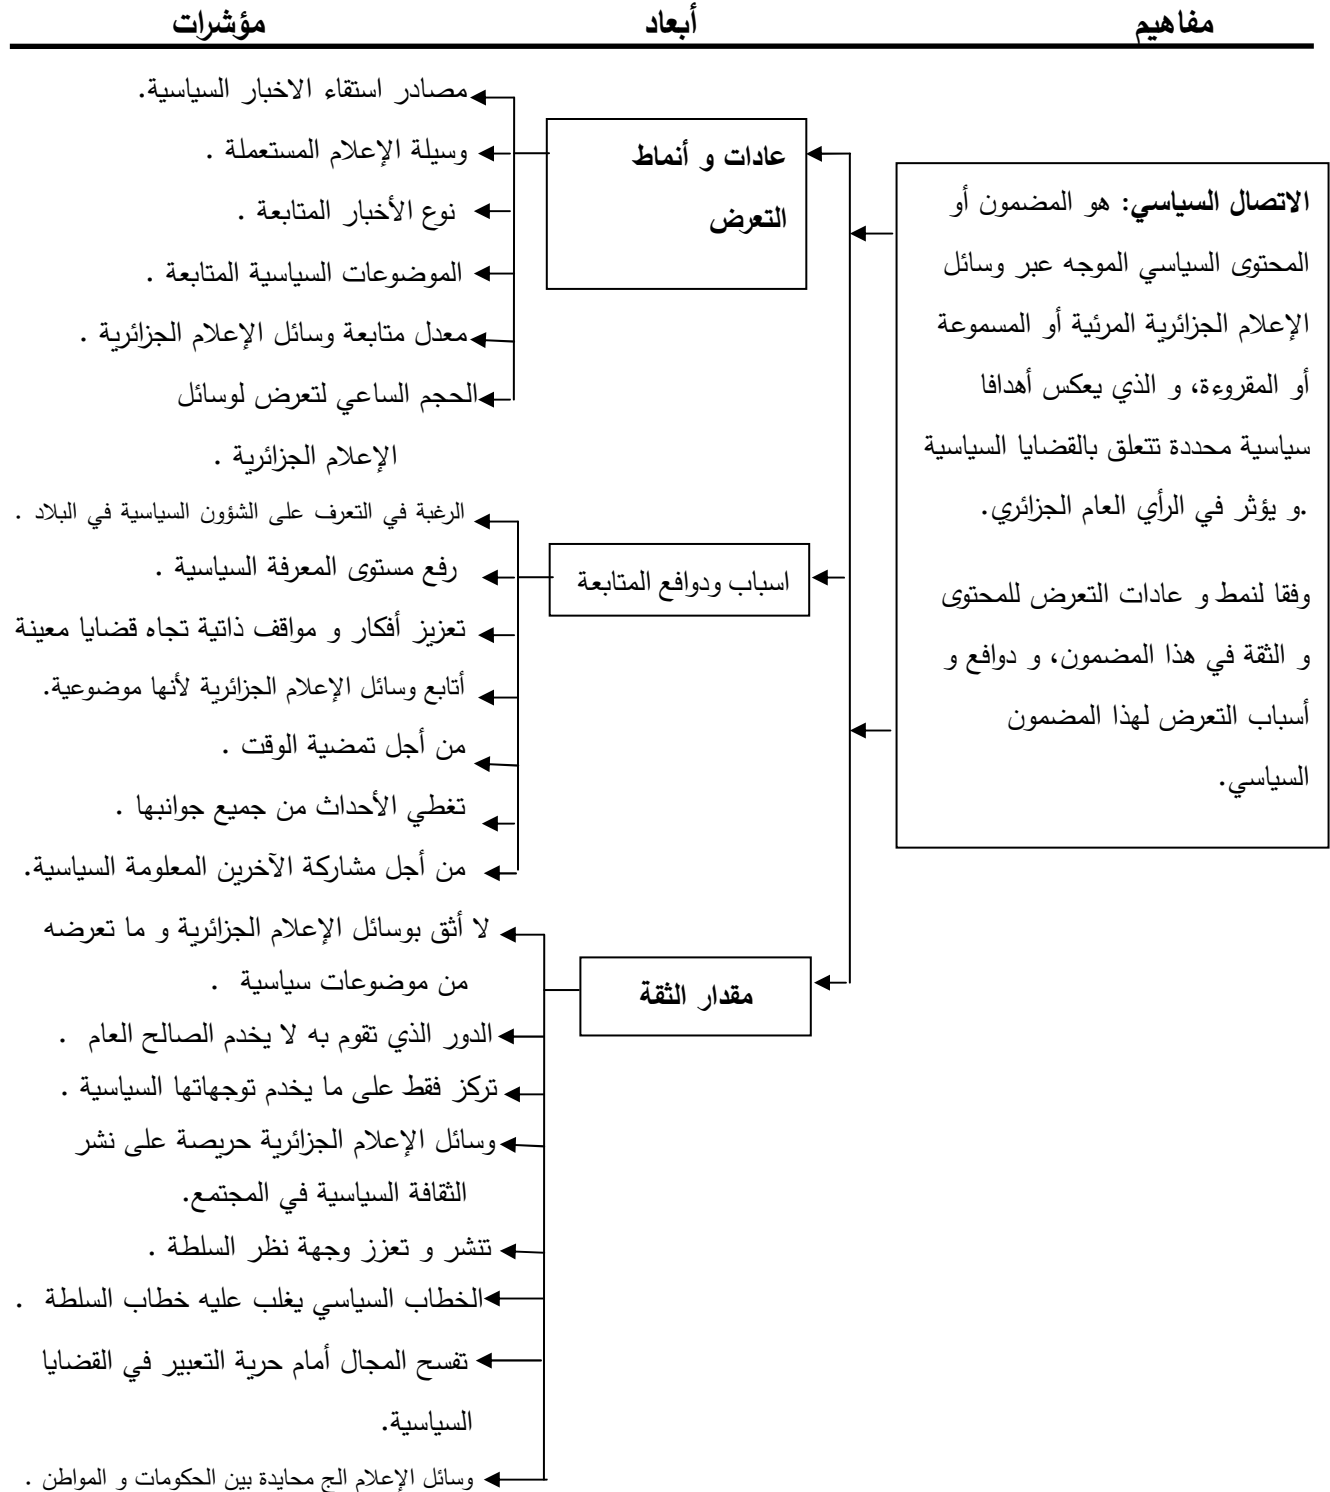 مفاهيم
أبعاد
مؤشرات
الاتصال السياسي: هو المضمون أو
المحتوى السياسي الموجه عبر وسائل
الإعلام الجزائرية المرئية أو المسموعة
أو المقروءة، و الذي يعكس أهدافا
سياسية محددة تتعلق بالقضايا السياسية
.و يؤثر في الرأي العام الجزائري.
وفقا لنمط و عادات التعرض للمحتوى
و الثقة في هذا المضمون، و دوافع و
أسباب التعرض لهذا المضمون
السياسي.
عادات و أنماط
التعرض
مصادر استقاء الاخبار السياسية.
وسيلة الإعلام المستعملة .
نوع الأخبار المتابعة .
الموضوعات السياسية المتابعة .
معدل متابعة وسائل الإعلام الجزائرية .
الحجم الساعي لتعرض لوسائل
الإعلام الجزائرية .
اسباب ودوافع المتابعة
الرغبة في التعرف على الشؤون السياسية في البلاد .
رفع مستوى المعرفة السياسية .
تعزيز أفكار و مواقف ذاتية تجاه قضايا معينة
أتابع وسائل الإعلام الجزائرية لأنها موضوعية.
من أجل تمضية الوقت .
تغطي الأحداث من جميع جوانبها .
من أجل مشاركة الآخرين المعلومة السياسية.
مقدار الثقة
لا أثق بوسائل الإعلام الجزائرية و ما تعرضه
من موضوعات سياسية .
الدور الذي تقوم به لا يخدم الصالح العام .
تركز فقط على ما يخدم توجهاتها السياسية .
وسائل الإعلام الجزائرية حريصة على نشر
الثقافة السياسية في المجتمع.
تنشر و تعزز وجهة نظر السلطة .
الخطاب السياسي يغلب عليه خطاب السلطة .
تفسح المجال أمام حرية التعبير في القضايا
السياسية.
وسائل الإعلام الج محايدة بين الحكومات و المواطن .